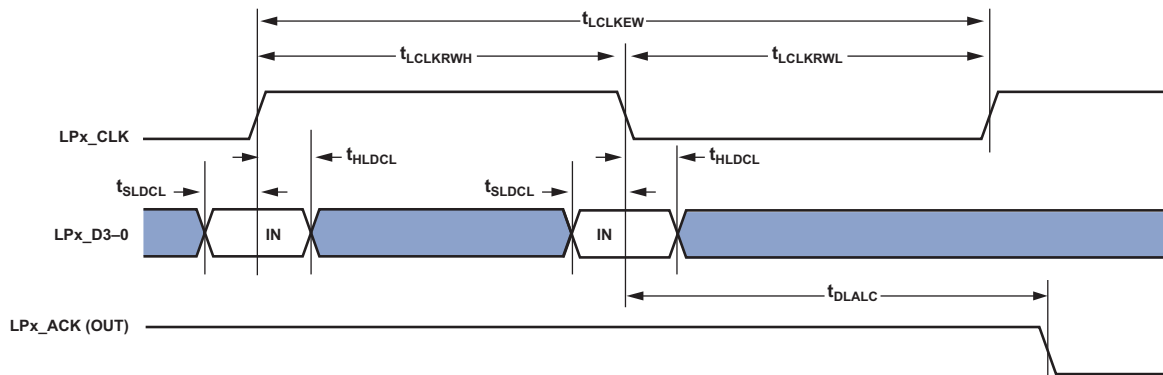 tLCLKEW
tLCLKRWH tLCLKRWL
LPx_CLK
tHLDCL tHLDCL
tSLDCL tSLDCL
LPx_D3–0 IN IN
tDLALC
LPx_ACK (OUT)